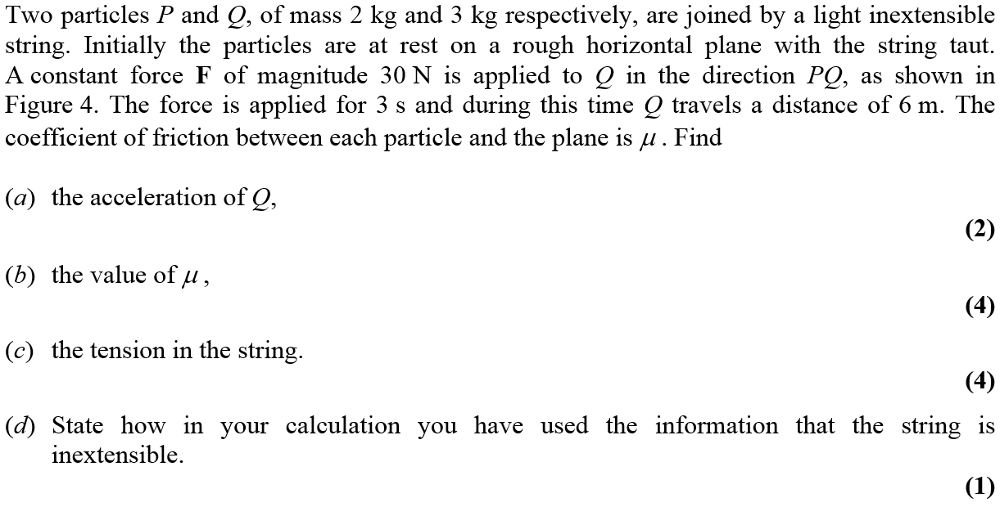 Two particles P and Q, of mass 2 kg and 3 kg respectively, are joined by a light inextensible
string. Initially the particles are at rest on a rough horizontal plane with the string taut.
A constant force F of magnitude 30 N is applied to Q in the direction PQ, as shown in
Figure 4. The force is applied for 3 s and during this time Q travels a distance of 6 m. The
coefficient of friction between each particle and the plane is μ. Find
(a) the acceleration of Q,
(2)
(b) the value of μ,
(4)
(c) the tension in the string.
(4)
(d) State how in your calculation you have used the information that the string is
inextensible.
(1)